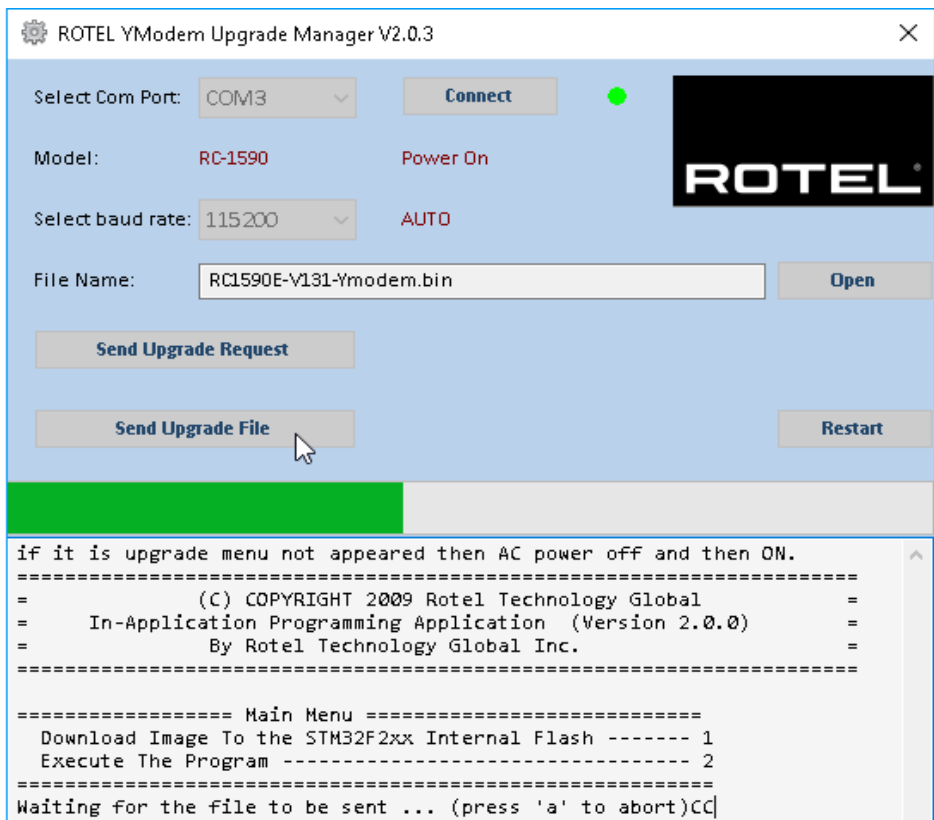 ROTEL YModem Upgrade Manager V2.0.3
Select Com Port: COM3 Connect
ROTEL
Model: RC-1590 Power On
Select baud rate: 115200 AUTO
File Name: RC1590E-V131-Ymodem.bin Open
Send Upgrade Request
Send Upgrade File Restart
if it is upgrade menu not appeared then AC power off and then ON.
======================================================================
=              (C) COPYRIGHT 2009 Rotel Technology Global            =
=     In-Application Programming Application  (Version 2.0.0)        =
=               By Rotel Technology Global Inc.                      =
======================================================================
================== Main Menu ============================
  Download Image To the STM32F2xx Internal Flash ------- 1
  Execute The Program ---------------------------------- 2
==========================================================
Waiting for the file to be sent ... (press 'a' to abort)CC